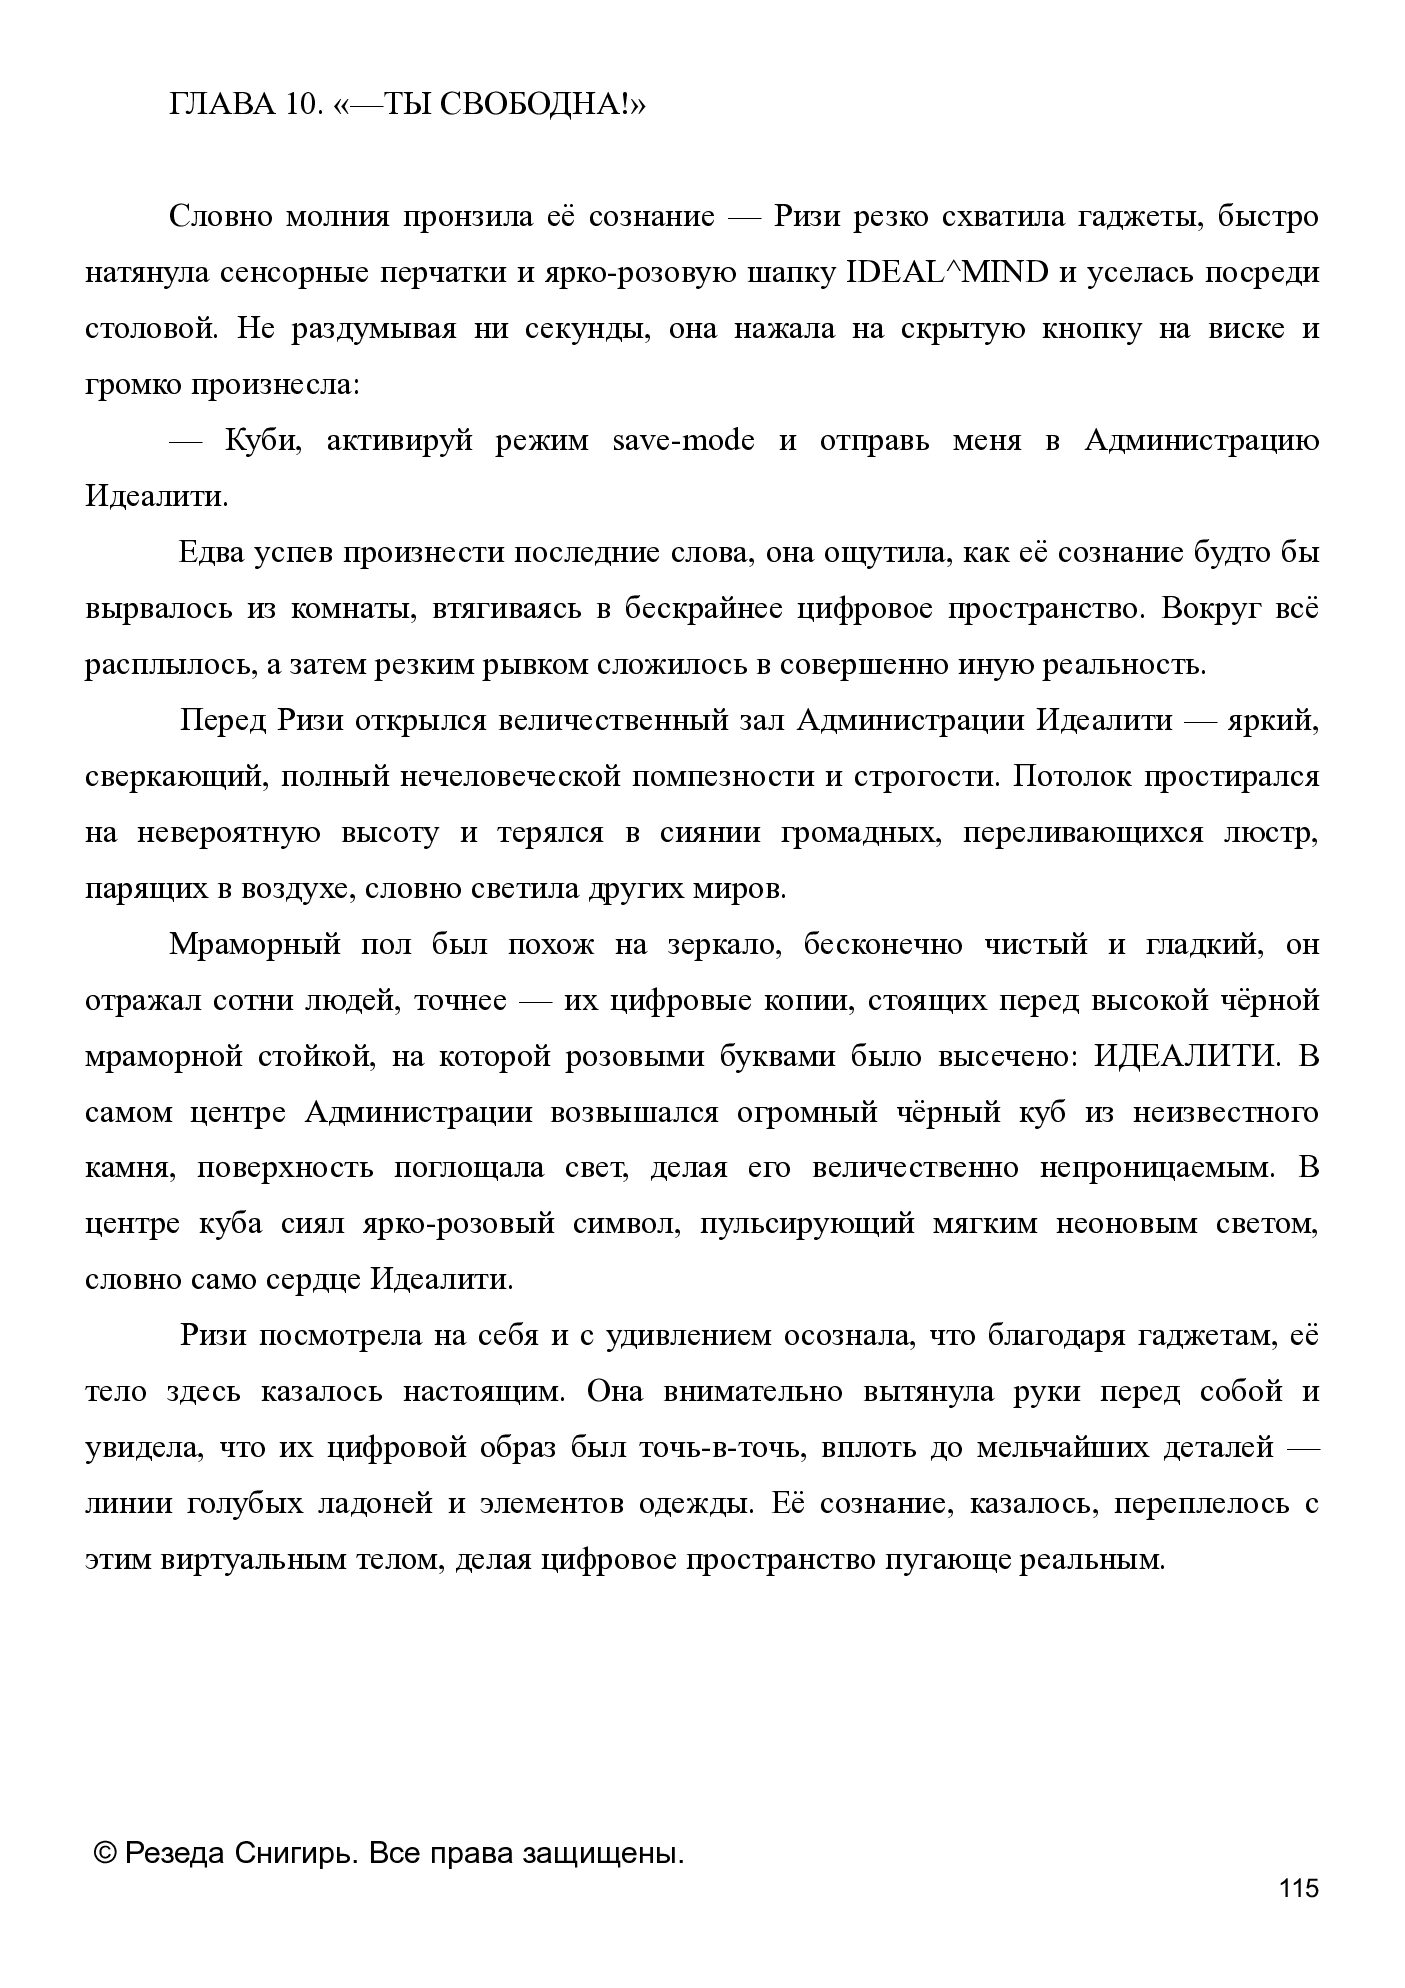 ГЛАВА 10. «—ТЫ СВОБОДНА!»
Словно молния пронзила её сознание — Ризи резко схватила гаджеты, быстро
натянула сенсорные перчатки и ярко-розовую шапку IDEAL^MIND и уселась посреди
столовой. Не раздумывая ни секунды, она нажала на скрытую кнопку на виске и
громко произнесла:
— Куби, активируй режим save-mode и отправь меня в Администрацию
Идеалити.
Едва успев произнести последние слова, она ощутила, как её сознание будто бы
вырвалось из комнаты, втягиваясь в бескрайнее цифровое пространство. Вокруг всё
расплылось, а затем резким рывком сложилось в совершенно иную реальность.
Перед Ризи открылся величественный зал Администрации Идеалити — яркий,
сверкающий, полный нечеловеческой помпезности и строгости. Потолок простирался
на невероятную высоту и терялся в сиянии громадных, переливающихся люстр,
парящих в воздухе, словно светила других миров.
Мраморный пол был похож на зеркало, бесконечно чистый и гладкий, он
отражал сотни людей, точнее — их цифровые копии, стоящих перед высокой чёрной
мраморной стойкой, на которой розовыми буквами было высечено: ИДЕАЛИТИ. В
самом центре Администрации возвышался огромный чёрный куб из неизвестного
камня, поверхность поглощала свет, делая его величественно непроницаемым. В
центре куба сиял ярко-розовый символ, пульсирующий мягким неоновым светом,
словно само сердце Идеалити.
Ризи посмотрела на себя и с удивлением осознала, что благодаря гаджетам, её
тело здесь казалось настоящим. Она внимательно вытянула руки перед собой и
увидела, что их цифровой образ был точь-в-точь, вплоть до мельчайших деталей —
линии голубых ладоней и элементов одежды. Её сознание, казалось, переплелось с
этим виртуальным телом, делая цифровое пространство пугающе реальным.
© Резеда Снигирь. Все права защищены.
115